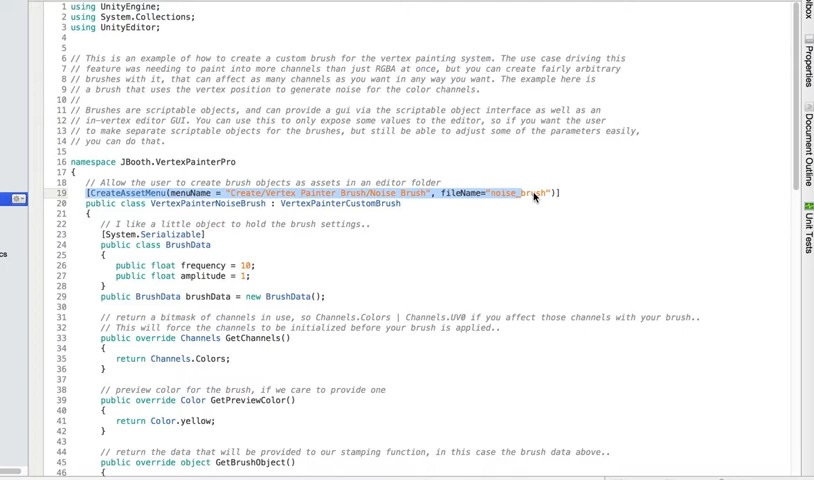 1 using UnityEngine;
2 using System.Collections;
3 using UnityEditor;
4
5
6 // This is an example of how to create a custom brush for the vertex painting system. The use case driving this
7 // feature was needing to paint into more channels than just RGBA at once, but you can create fairly arbitrary
8 // brushes with it, that can affect as many channels as you want in any way you want. The example here is
9 // a brush that uses the vertex position to generate noise for the color channels.
10 //
11 // Brushes are scriptable objects, and can provide a gui via the scriptable object interface as well as an
12 // in-vertex editor GUI. This allows you to only expose some values to the editor, so if you want the user
13 // to make separate scriptable objects for the brushes, but still be able to adjust some of the parameters easily,
14 // you can do that.
15
16 namespace JBooth.VertexPainterPro
17 {
18 // Allow the user to create brush objects as assets in an editor folder
19 [CreateAssetMenu(menuName = "Create/Vertex Painter Brush/Noise Brush", fileName="noise_brush")]
20 public class VertexPainterNoiseBrush : VertexPainterCustomBrush
21 {
22 // I like a little object to hold the brush settings..
23 [System.Serializable]
24 public class BrushData
25 {
26 public float frequency = 10;
27 public float amplitude = 1;
28 }
29 public BrushData brushData = new BrushData();
30
31 // return a bitmask of channels in use, so Channels.Colors | Channels.UV0 if you affect those channels with your brush..
32 // This will force the channels to be initialized before your brush is applied..
33 public override Channels GetChannels()
34 {
35 return Channels.Colors;
36 }
37
38 // preview color for the brush, if we care to provide one
39 public override Color GetPreviewColor()
40 {
41 return Color.yellow;
42 }
43
44 // return the data that will be provided to our stamping function, in this case the brush data above..
45 public override object GetBrushObject()
46 {
cs
lbox
Properties
Document Outline
Unit Tests